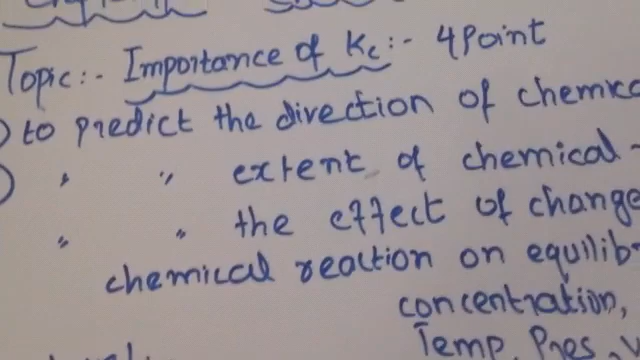 Topic:- Importance of Kc:- 4 Point
) to predict the direction of chemica
) " " extent of chemical -
" " the effect of change
chemical reaction on equilib-
concentration,
Temp, Pres, V